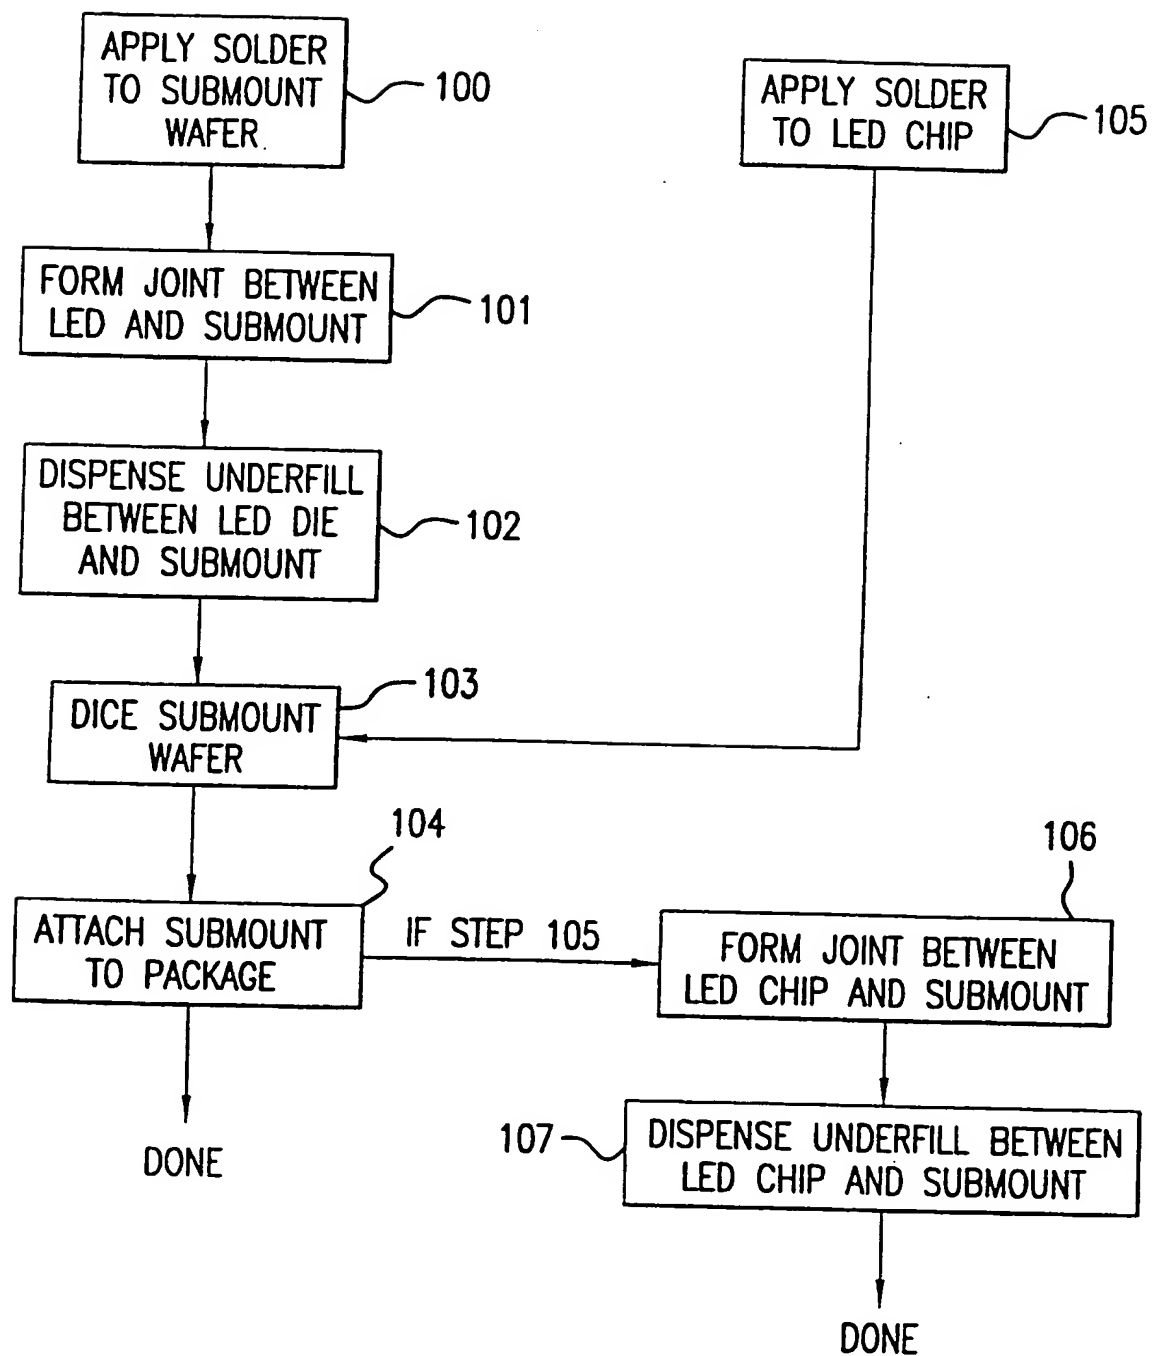 APPLY SOLDER
TO SUBMOUNT
WAFER
100
APPLY SOLDER
TO LED CHIP
105
FORM JOINT BETWEEN
LED AND SUBMOUNT
101
DISPENSE UNDERFILL
BETWEEN LED DIE
AND SUBMOUNT
102
DICE SUBMOUNT
WAFER
103
104
ATTACH SUBMOUNT
TO PACKAGE
IF STEP 105
106
FORM JOINT BETWEEN
LED CHIP AND SUBMOUNT
DONE
107
DISPENSE UNDERFILL BETWEEN
LED CHIP AND SUBMOUNT
DONE